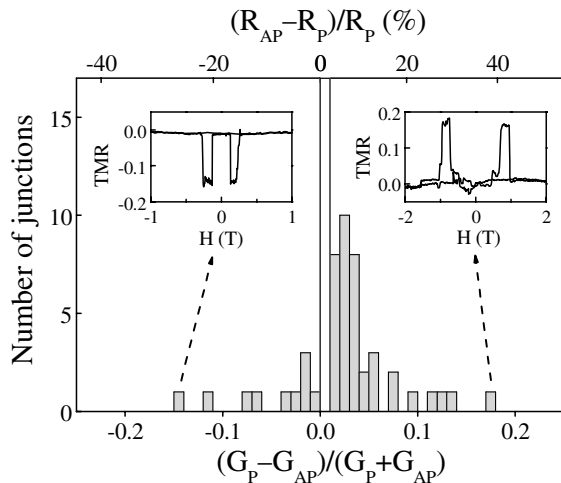 (R_AP–R_P)/R_P (%)
-40 -20 0 0 20 40
15
10
5
0
Number of junctions
0.0
-0.1
-0.2
TMR
-1 0 1
H (T)
0.2
0.1
0.0
TMR
-2 0 2
H (T)
-0.2 -0.1 0.0 0.1 0.2
(G_P–G_AP)/(G_P+G_AP)